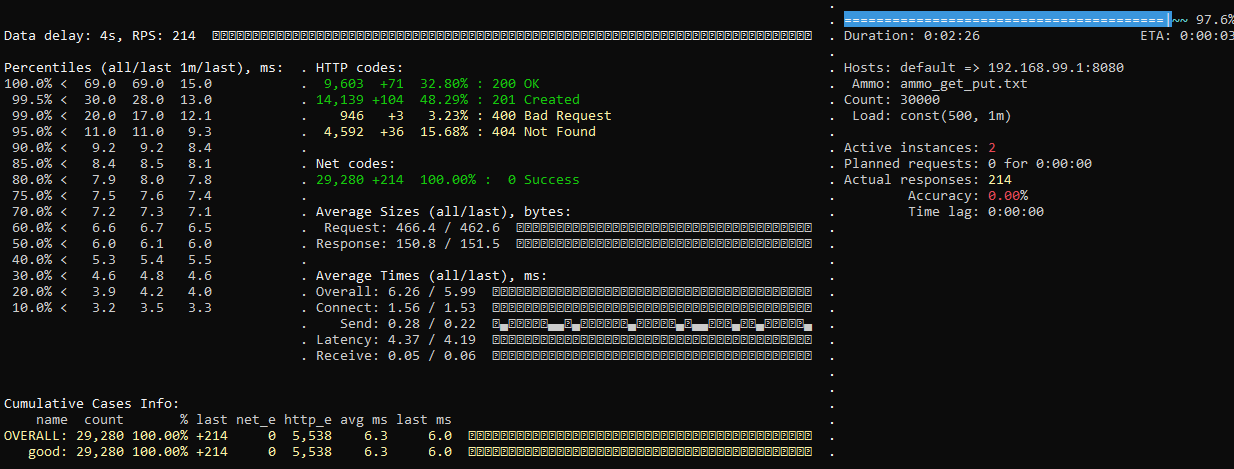 ======================================== ~~ 97.6%
Data delay: 4s, RPS: 214
Duration: 0:02:26 ETA: 0:00:03
Percentiles (all/last 1m/last), ms:
100.0% < 69.0 69.0 15.0
99.5% < 30.0 28.0 13.0
99.0% < 20.0 17.0 12.1
95.0% < 11.0 11.0 9.3
90.0% < 9.2 9.2 8.4
85.0% < 8.4 8.5 8.1
80.0% < 7.9 8.0 7.8
75.0% < 7.5 7.6 7.4
70.0% < 7.2 7.3 7.1
60.0% < 6.6 6.7 6.5
50.0% < 6.0 6.1 6.0
40.0% < 5.3 5.4 5.5
30.0% < 4.6 4.8 4.6
20.0% < 3.9 4.2 4.0
10.0% < 3.2 3.5 3.3
. HTTP codes:
. 9,603 +71 32.80% : 200 OK
. 14,139 +104 48.29% : 201 Created
. 946 +3 3.23% : 400 Bad Request
. 4,592 +36 15.68% : 404 Not Found
. Net codes:
. 29,280 +214 100.00% : 0 Success
. Average Sizes (all/last), bytes:
. Request: 466.4 / 462.6
. Response: 150.8 / 151.5
. Average Times (all/last), ms:
. Overall: 6.26 / 5.99
. Connect: 1.56 / 1.53
. Send: 0.28 / 0.22
. Latency: 4.37 / 4.19
. Receive: 0.05 / 0.06
. Hosts: default => 192.168.99.1:8080
. Ammo: ammo_get_put.txt
. Count: 30000
. Load: const(500, 1m)
. Active instances: 2
. Planned requests: 0 for 0:00:00
. Actual responses: 214
. Accuracy: 0.00%
. Time lag: 0:00:00
Cumulative Cases Info:
name count % last net_e http_e avg ms last ms
OVERALL: 29,280 100.00% +214 0 5,538 6.3 6.0
good: 29,280 100.00% +214 0 5,538 6.3 6.0